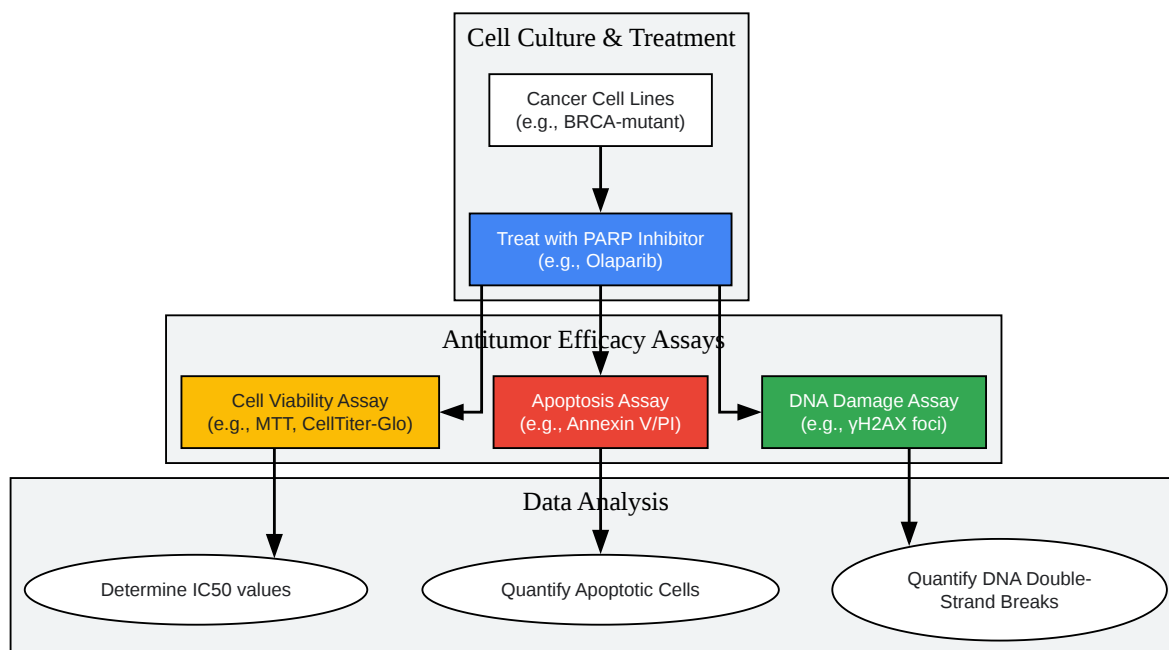 Cell Culture & Treatment
Cancer Cell Lines
(e.g., BRCA-mutant)
Treat with PARP Inhibitor
(e.g., Olaparib)
Antitumor Efficacy Assays
Cell Viability Assay
(e.g., MTT, CellTiter-Glo)
Apoptosis Assay
(e.g., Annexin V/PI)
DNA Damage Assay
(e.g., γH2AX foci)
Data Analysis
Determine IC50 values
Quantify Apoptotic Cells
Quantify DNA Double-
Strand Breaks